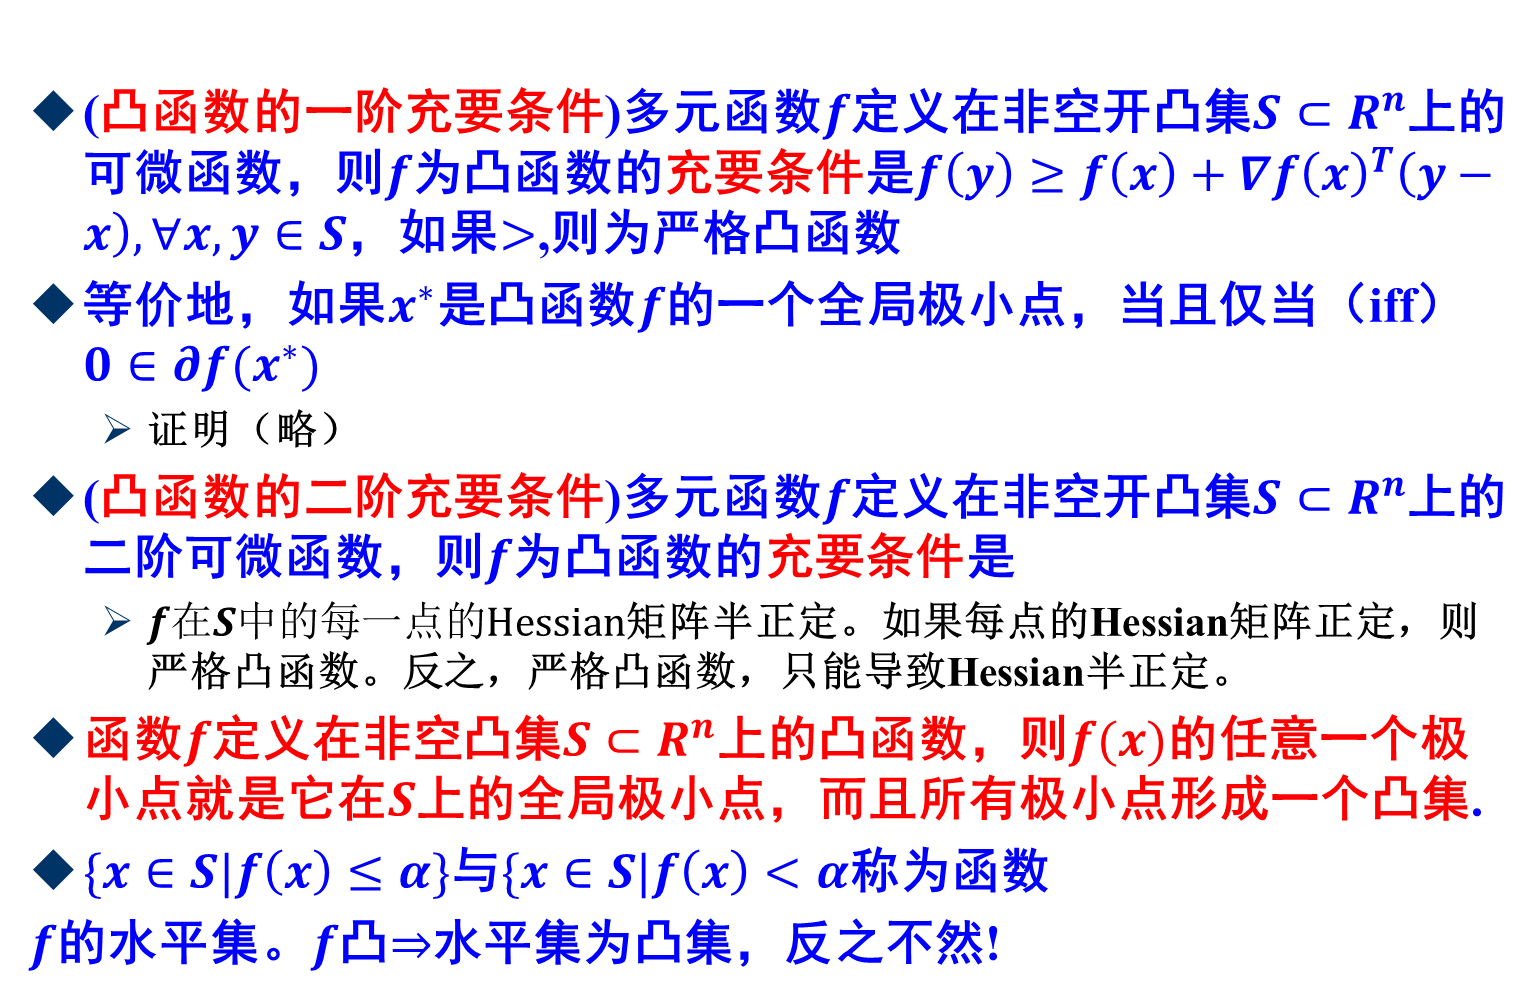 ◆(凸函数的一阶充要条件)多元函数f定义在非空开凸集S ⊂ Rⁿ上的
可微函数，则f为凸函数的充要条件是f(y) ≥ f(x) + ∇f(x)ᵀ(y −
x), ∀x, y ∈ S，如果>,则为严格凸函数
◆等价地，如果x*是凸函数f的一个全局极小点，当且仅当（iff）
0 ∈ ∂f(x*)
➢ 证明（略）
◆(凸函数的二阶充要条件)多元函数f定义在非空开凸集S ⊂ Rⁿ上的
二阶可微函数，则f为凸函数的充要条件是
➢ f在S中的每一点的Hessian矩阵半正定。如果每点的Hessian矩阵正定，则
严格凸函数。反之，严格凸函数，只能导致Hessian半正定。
◆函数f定义在非空凸集S ⊂ Rⁿ上的凸函数，则f(x)的任意一个极
小点就是它在S上的全局极小点，而且所有极小点形成一个凸集.
◆{x ∈ S|f(x) ≤ α}与{x ∈ S|f(x) < α称为函数
f的水平集。f凸⇒水平集为凸集，反之不然!